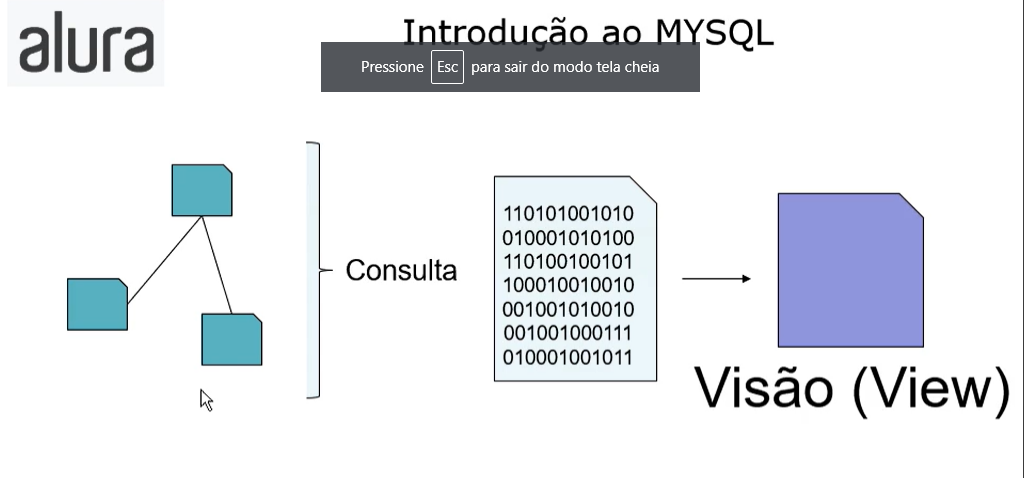 alura
Introdução ao MYSQL
Pressione Esc para sair do modo tela cheia
Consulta
110101001010
010001010100
110100100101
100010010010
001001010010
001001000111
010001001011
Visão (View)